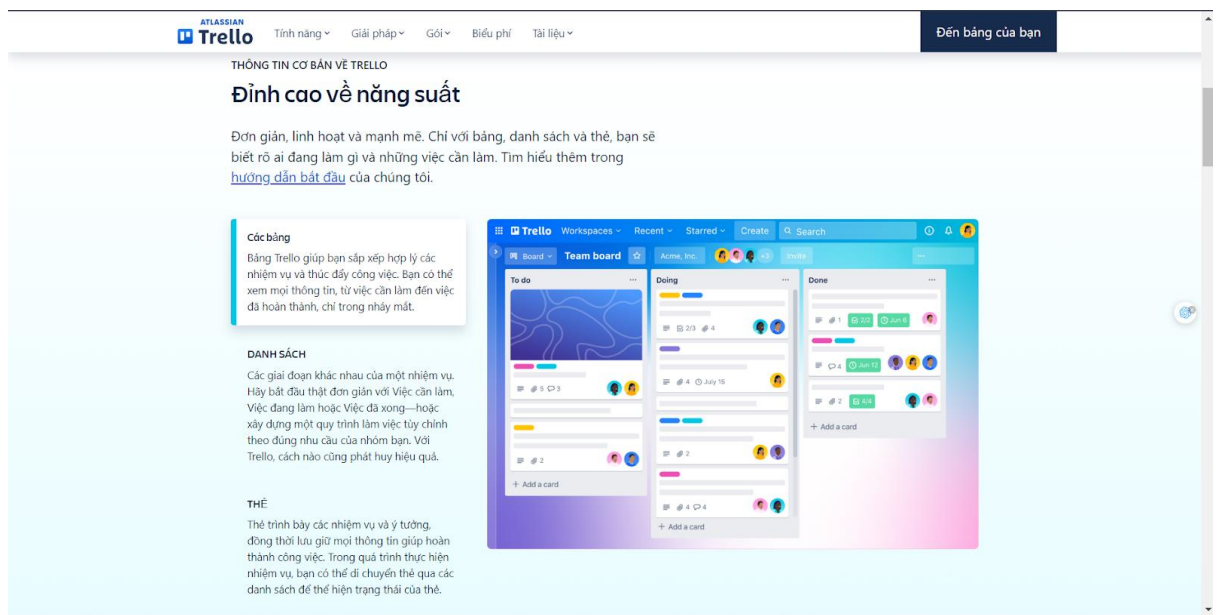 ATLASSIAN
Trello
Tính năng Giải pháp Gói Biểu phí Tài liệu
Đến bảng của bạn
THÔNG TIN CƠ BẢN VỀ TRELLO
Đỉnh cao về năng suất
Đơn giản, linh hoạt và mạnh mẽ. Chỉ với bảng, danh sách và thẻ, bạn sẽ
biết rõ ai đang làm gì và những việc cần làm. Tìm hiểu thêm trong
hướng dẫn bắt đầu của chúng tôi.
Các bảng
Bảng Trello giúp bạn sắp xếp hợp lý các
nhiệm vụ và thúc đẩy công việc. Bạn có thể
xem mọi thông tin, từ việc cần làm đến việc
đã hoàn thành, chỉ trong nháy mắt.
DANH SÁCH
Các giai đoạn khác nhau của một nhiệm vụ.
Hãy bắt đầu thật đơn giản với Việc cần làm,
Việc đang làm hoặc Việc đã xong—hoặc
xây dựng một quy trình làm việc tùy chỉnh
theo đúng nhu cầu của nhóm bạn. Với
Trello, cách nào cũng phát huy hiệu quả.
THẺ
Thẻ trình bày các nhiệm vụ và ý tưởng,
đồng thời lưu giữ mọi thông tin giúp hoàn
thành công việc. Trong quá trình thực hiện
nhiệm vụ, bạn có thể di chuyển thẻ qua các
danh sách để thể hiện trạng thái của thẻ.
Trello Workspaces Recent Starred Create Search
Board Team board Acme, Inc. +3 Invite
To do
5 3
2
+ Add a card
Doing
2/3 4
4 July 16
2
4 4
+ Add a card
Done
1 2/2 Jun 6
4 Jun 12
2 4/4
+ Add a card